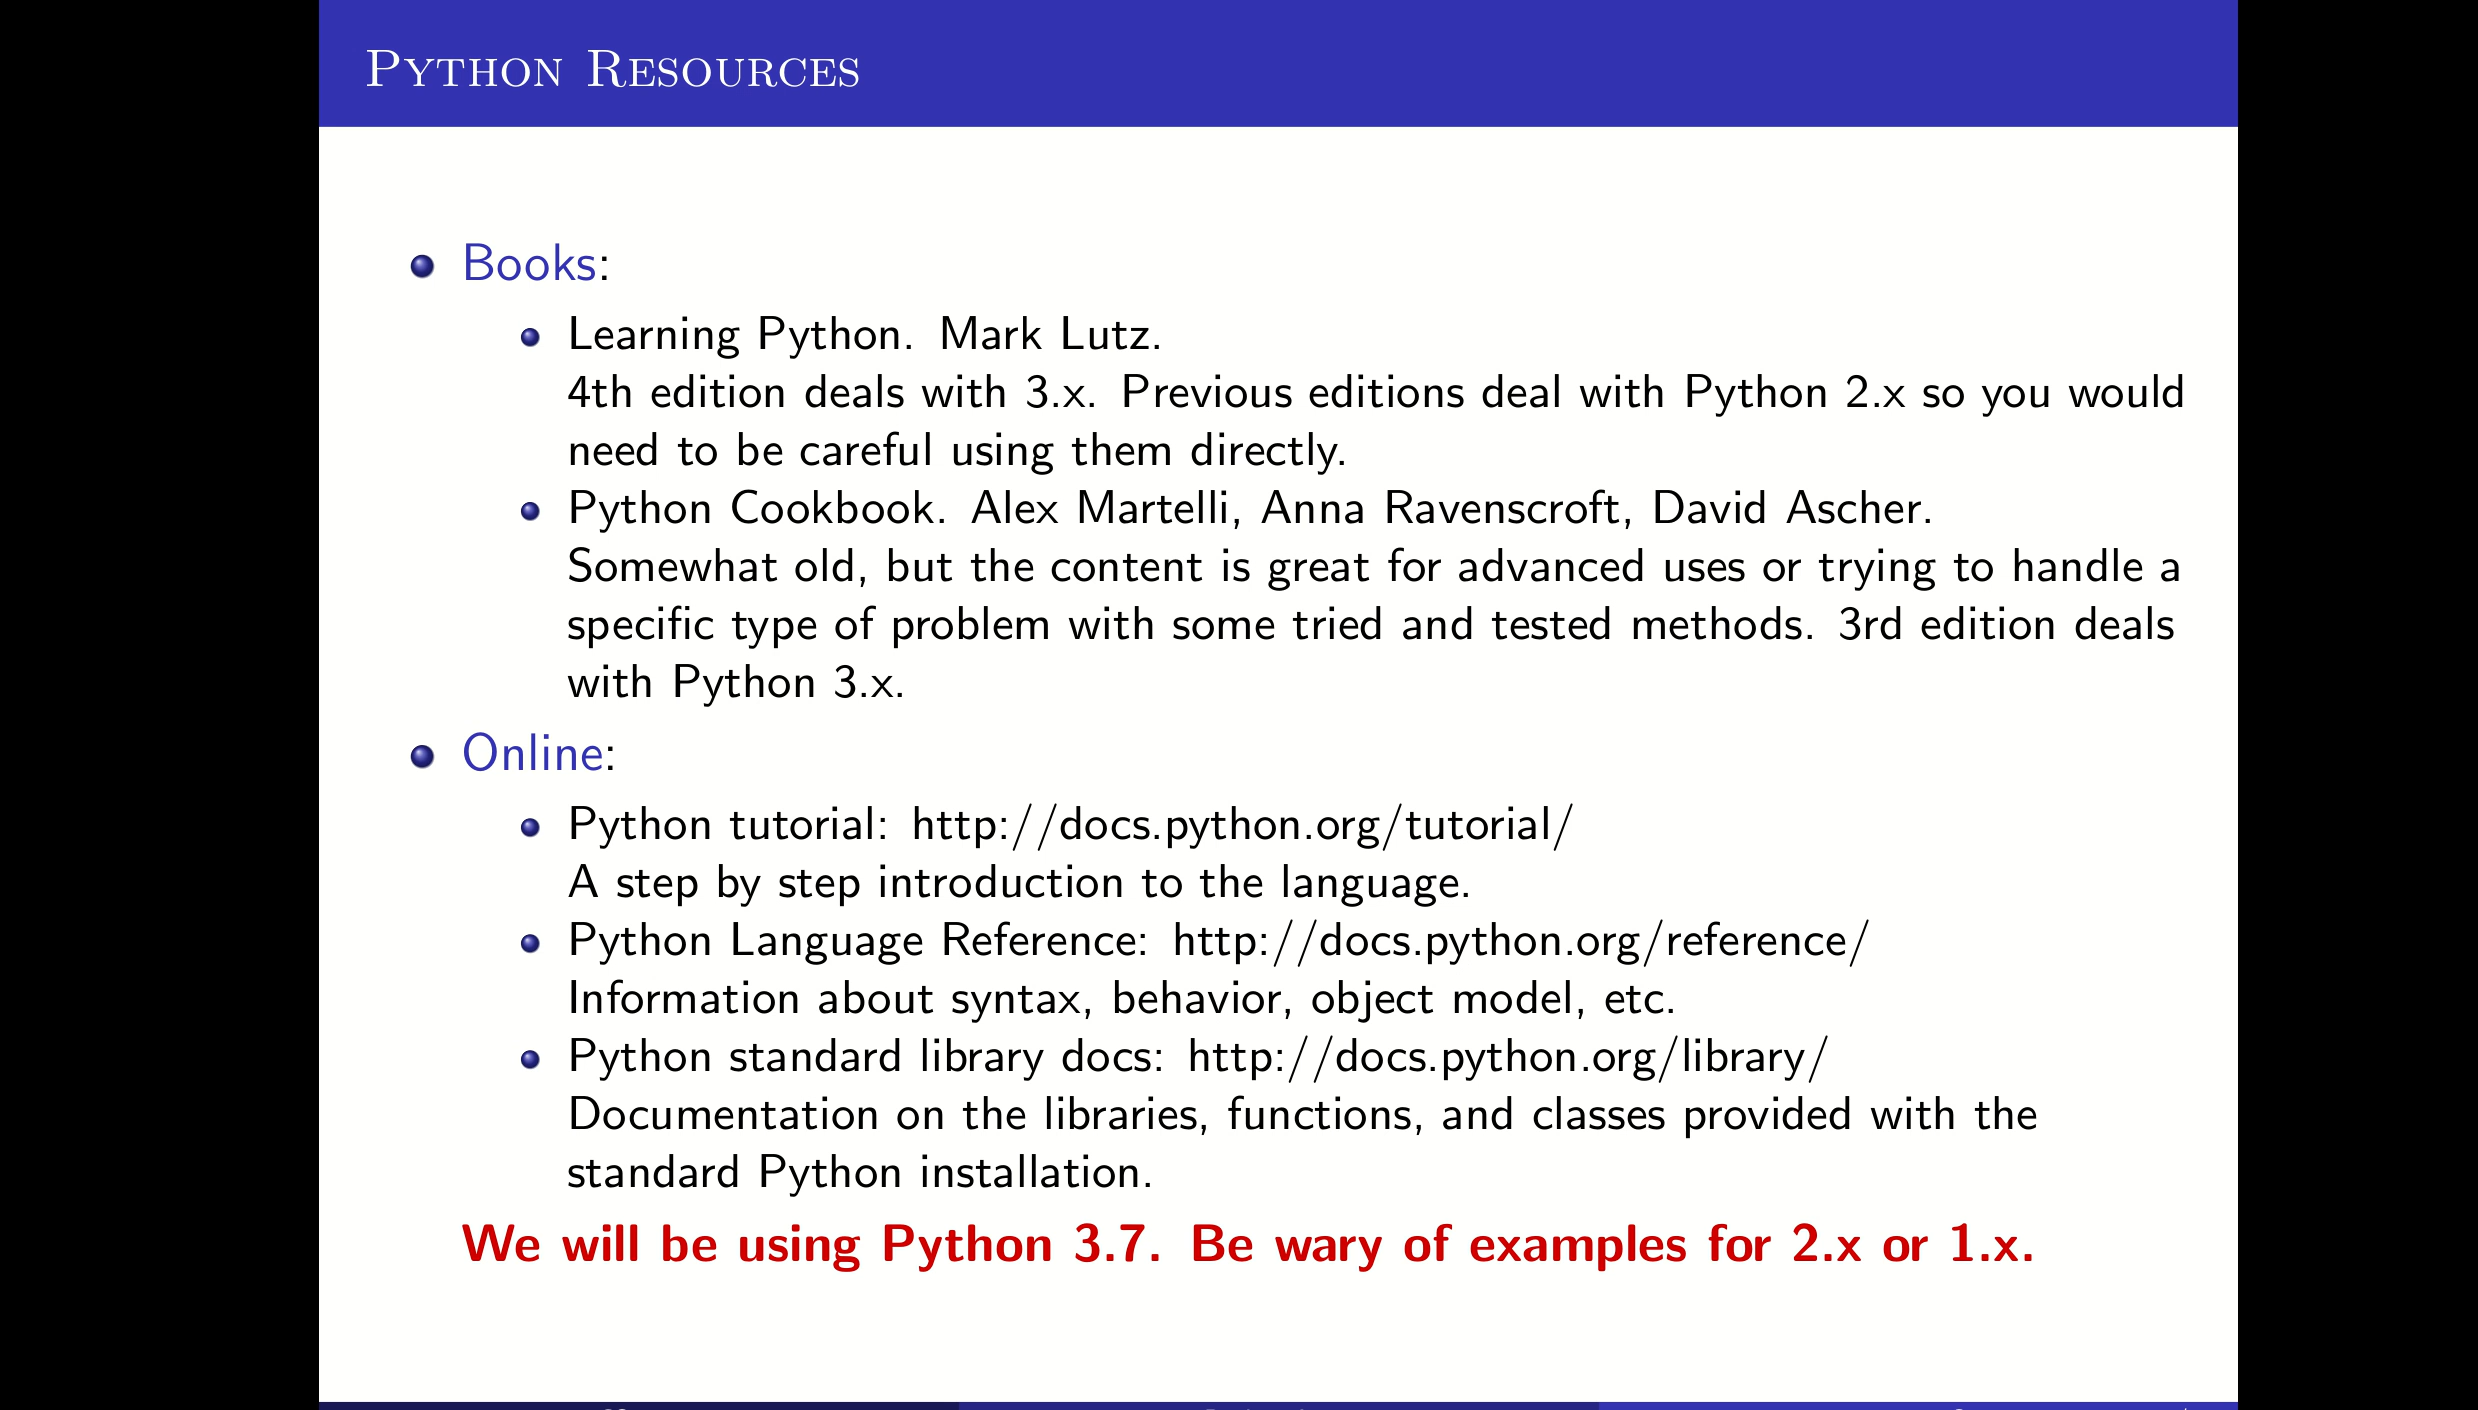 Python Resources
Books:
Learning Python. Mark Lutz.
4th edition deals with 3.x. Previous editions deal with Python 2.x so you would
need to be careful using them directly.
Python Cookbook. Alex Martelli, Anna Ravenscroft, David Ascher.
Somewhat old, but the content is great for advanced uses or trying to handle a
specific type of problem with some tried and tested methods. 3rd edition deals
with Python 3.x.
Online:
Python tutorial: http://docs.python.org/tutorial/
A step by step introduction to the language.
Python Language Reference: http://docs.python.org/reference/
Information about syntax, behavior, object model, etc.
Python standard library docs: http://docs.python.org/library/
Documentation on the libraries, functions, and classes provided with the
standard Python installation.
We will be using Python 3.7. Be wary of examples for 2.x or 1.x.